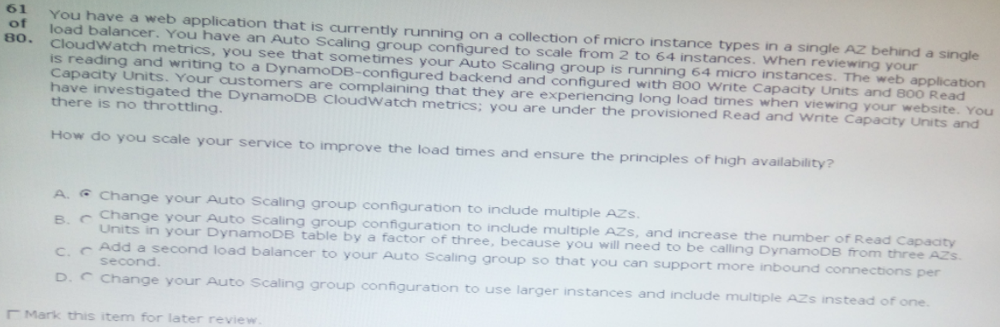 61
of
80.
You have a web application that is currently running on a collection of micro instance types in a single AZ behind a single
load balancer. You have an Auto Scaling group configured to scale from 2 to 64 instances. When reviewing your
CloudWatch metrics, you see that sometimes your Auto Scaling group is running 64 micro instances. The web application
is reading and writing to a DynamoDB-configured backend and configured with 800 Write Capacity Units and 800 Read
Capacity Units. Your customers are complaining that they are experiencing long load times when viewing your website. You
have investigated the DynamoDB CloudWatch metrics; you are under the provisioned Read and Write Capacity Units and
there is no throttling.
How do you scale your service to improve the load times and ensure the principles of high availability?
A. Change your Auto Scaling group configuration to include multiple AZs.
B. Change your Auto Scaling group configuration to include multiple AZs, and increase the number of Read Capacity
Units in your DynamoDB table by a factor of three, because you will need to be calling DynamoDB from three AZs.
C. Add a second load balancer to your Auto Scaling group so that you can support more inbound connections per
second.
D. Change your Auto Scaling group configuration to use larger instances and include multiple AZs instead of one.
Mark this item for later review.